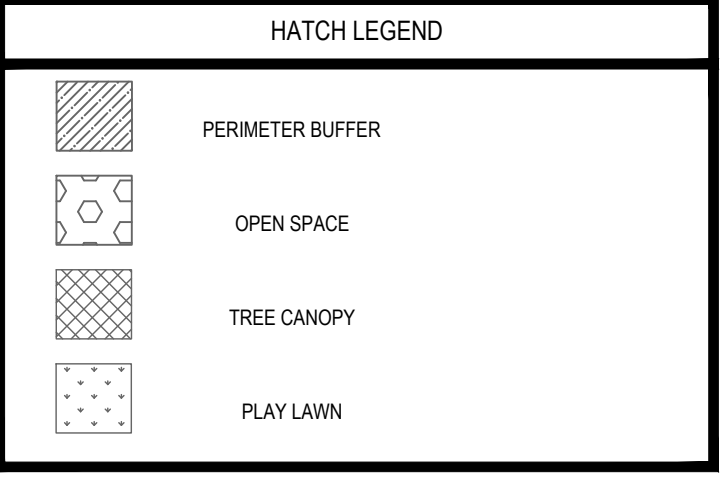 HATCH LEGEND
PERIMETER BUFFER
OPEN SPACE
TREE CANOPY
PLAY LAWN